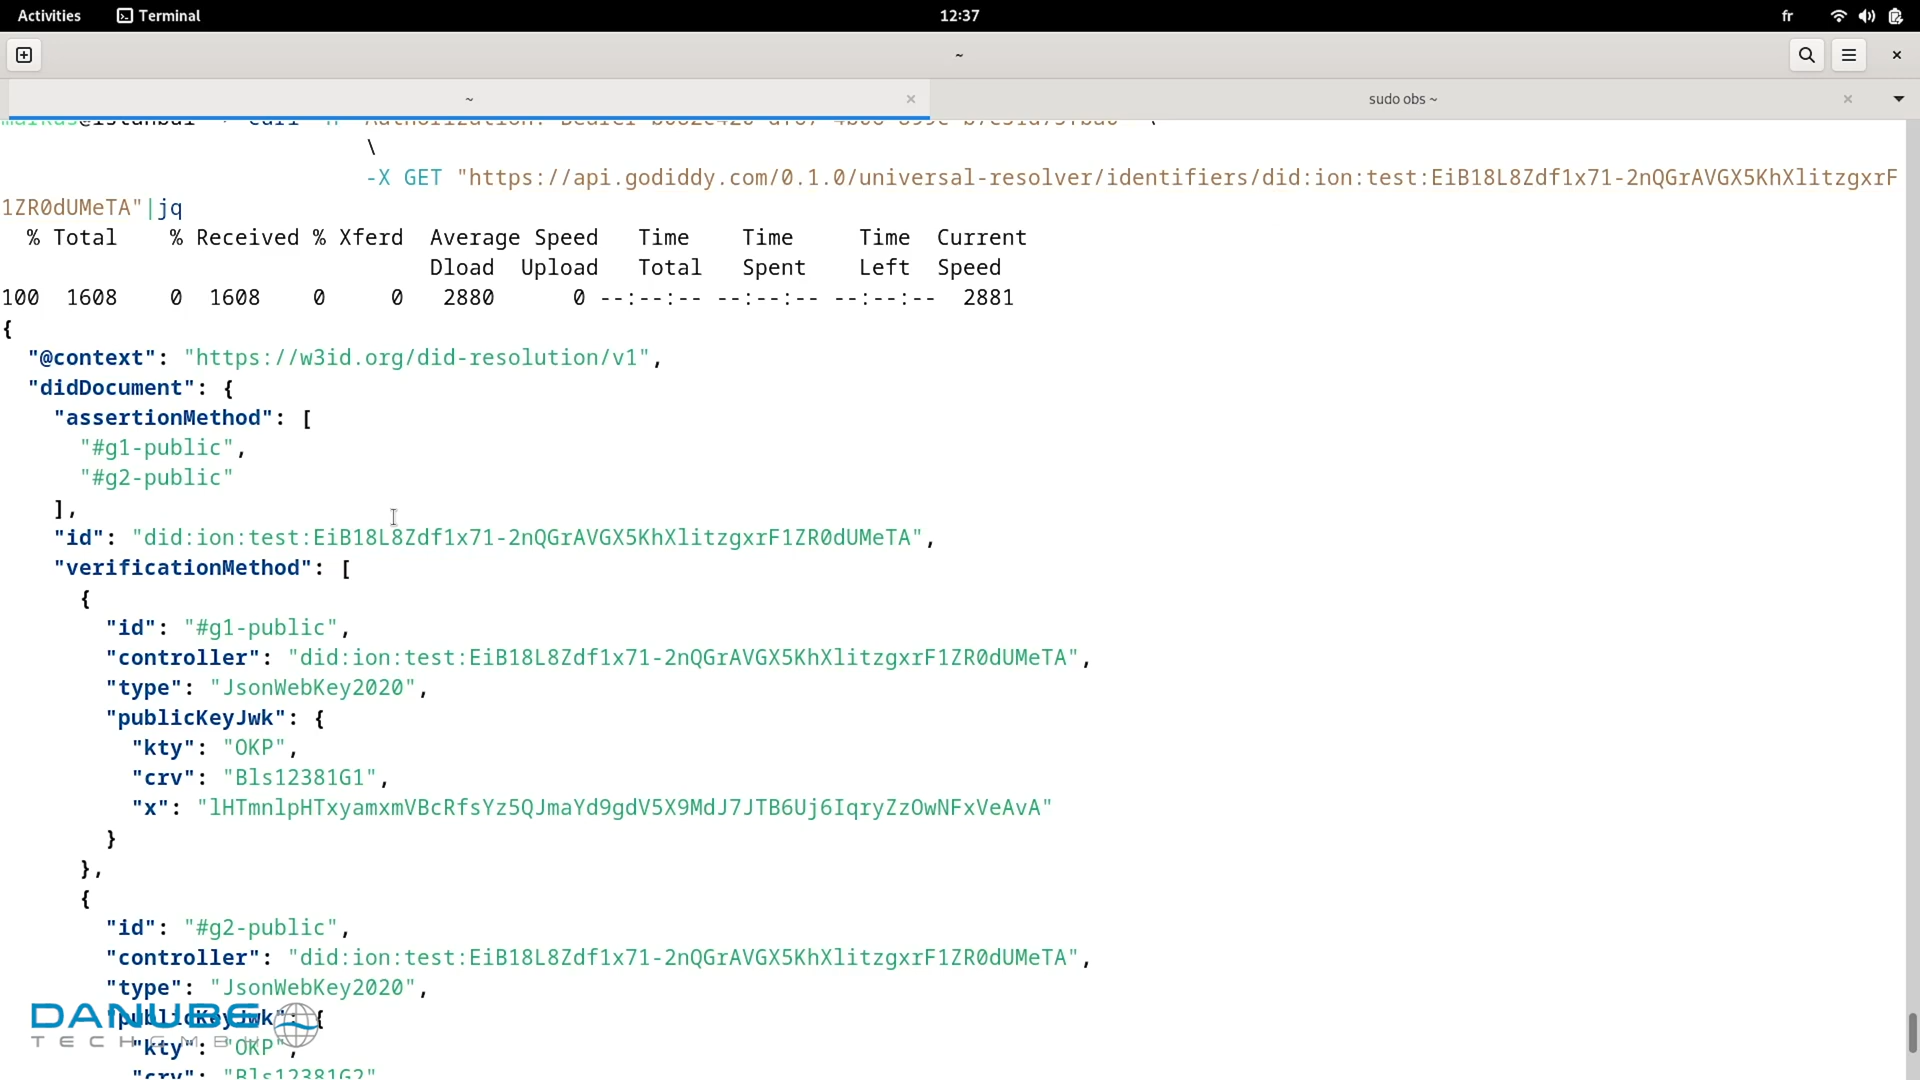 Activities Terminal 12:37 fr
~
~ × sudo obs ~ ×
\
-X GET "https://api.godiddy.com/0.1.0/universal-resolver/identifiers/did:ion:test:EiB18L8Zdf1x71-2nQGrAVGX5KhXlitzgxrF
1ZR0dUMeTA"|jq
% Total % Received % Xferd Average Speed Time Time Time Current
Dload Upload Total Spent Left Speed
100 1608 0 1608 0 0 2880 0 --:--:-- --:--:-- --:--:-- 2881
{
"@context": "https://w3id.org/did-resolution/v1",
"didDocument": {
"assertionMethod": [
"#g1-public",
"#g2-public"
],
"id": "did:ion:test:EiB18L8Zdf1x71-2nQGrAVGX5KhXlitzgxrF1ZR0dUMeTA",
"verificationMethod": [
{
"id": "#g1-public",
"controller": "did:ion:test:EiB18L8Zdf1x71-2nQGrAVGX5KhXlitzgxrF1ZR0dUMeTA",
"type": "JsonWebKey2020",
"publicKeyJwk": {
"kty": "OKP",
"crv": "Bls12381G1",
"x": "lHTmnlpHTxyamxmVBcRfsYz5QJmaYd9gdV5X9MdJ7JTB6Uj6IqryZzOwNFxVeAvA"
}
},
{
"id": "#g2-public",
"controller": "did:ion:test:EiB18L8Zdf1x71-2nQGrAVGX5KhXlitzgxrF1ZR0dUMeTA",
"type": "JsonWebKey2020",
DANUBE
"publicKeyJwk": {
"kty": "OKP",
"crv": "Bls12381G2",